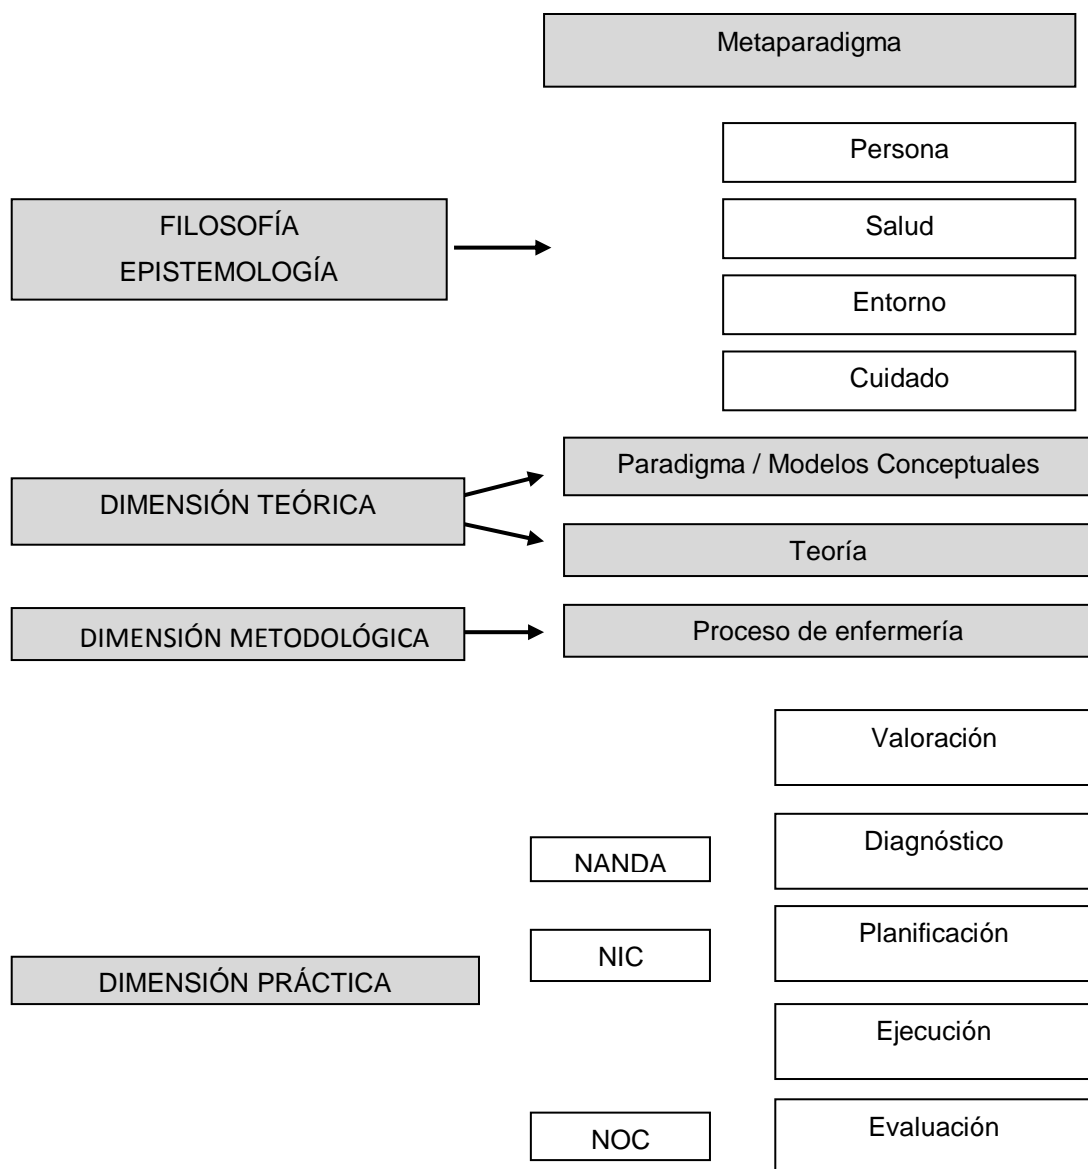 Metaparadigma
Persona
FILOSOFÍA
EPISTEMOLOGÍA
Salud
Entorno
Cuidado
Paradigma / Modelos Conceptuales
DIMENSIÓN TEÓRICA
Teoría
DIMENSIÓN METODOLÓGICA
Proceso de enfermería
Valoración
Diagnóstico
NANDA
Planificación
NIC
DIMENSIÓN PRÁCTICA
Ejecución
Evaluación
NOC